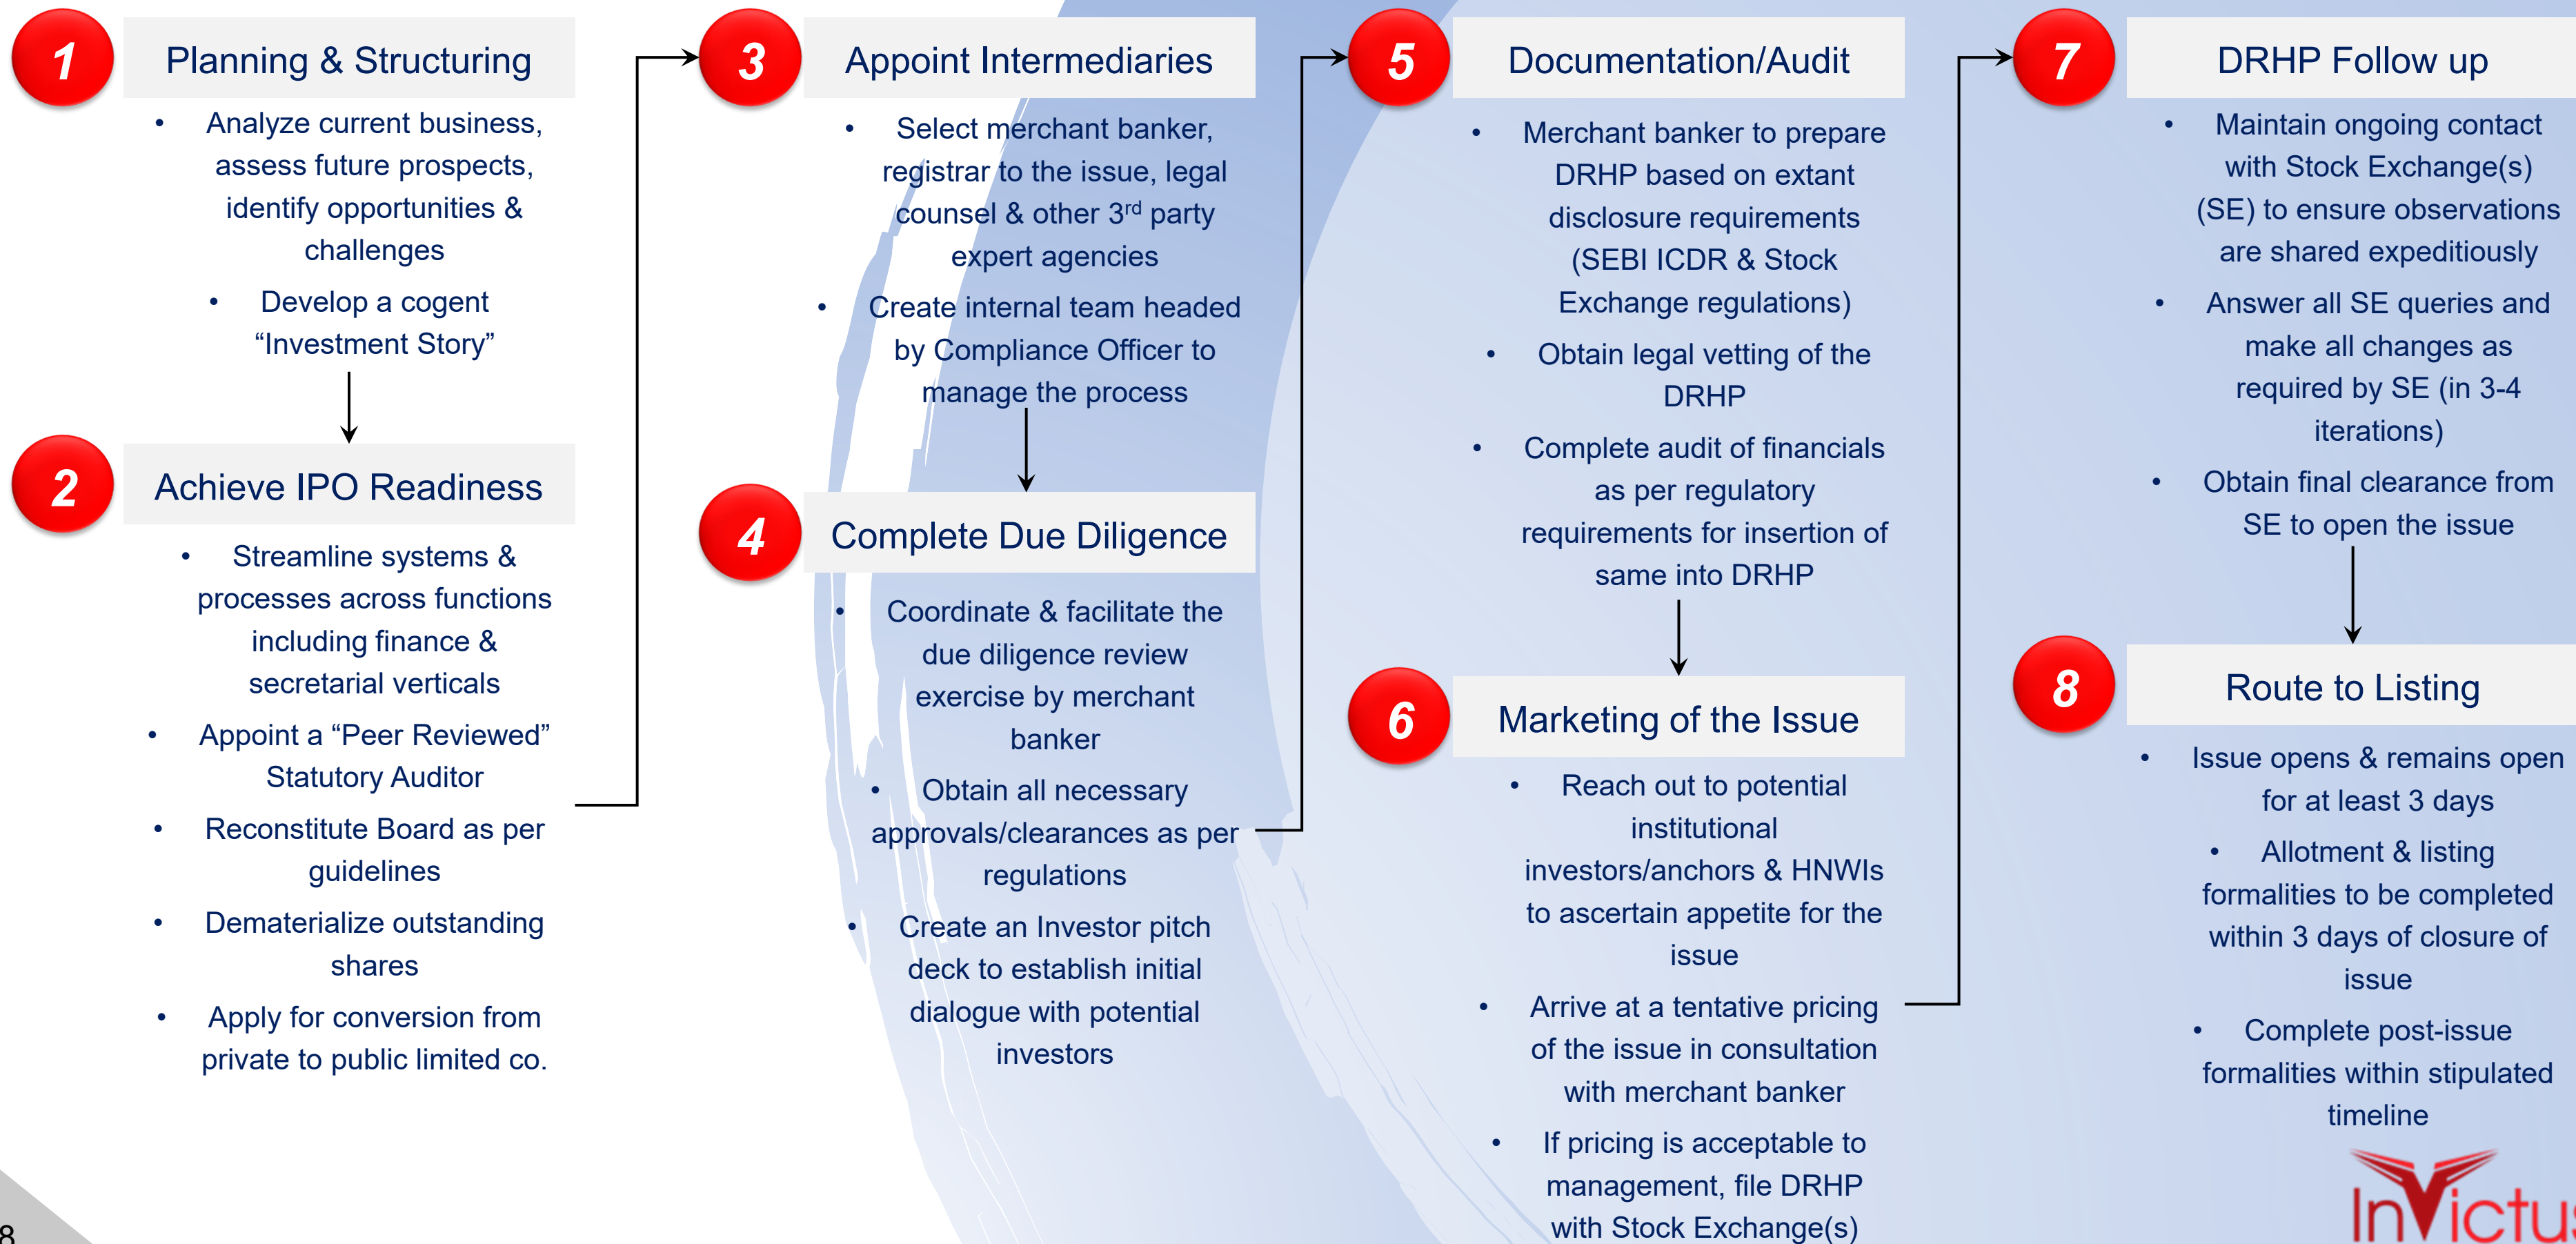 1
Planning & Structuring
• Analyze current business,
assess future prospects,
identify opportunities &
challenges
• Develop a cogent
“Investment Story”
2
Achieve IPO Readiness
• Streamline systems &
processes across functions
including finance &
secretarial verticals
• Appoint a “Peer Reviewed”
Statutory Auditor
• Reconstitute Board as per
guidelines
• Dematerialize outstanding
shares
• Apply for conversion from
private to public limited co.
3
Appoint Intermediaries
• Select merchant banker,
registrar to the issue, legal
counsel & other 3rd party
expert agencies
• Create internal team headed
by Compliance Officer to
manage the process
4
Complete Due Diligence
• Coordinate & facilitate the
due diligence review
exercise by merchant
banker
• Obtain all necessary
approvals/clearances as per
regulations
• Create an Investor pitch
deck to establish initial
dialogue with potential
investors
5
Documentation/Audit
• Merchant banker to prepare
DRHP based on extant
disclosure requirements
(SEBI ICDR & Stock
Exchange regulations)
• Obtain legal vetting of the
DRHP
• Complete audit of financials
as per regulatory
requirements for insertion of
same into DRHP
6
Marketing of the Issue
• Reach out to potential
institutional
investors/anchors & HNWIs
to ascertain appetite for the
issue
• Arrive at a tentative pricing
of the issue in consultation
with merchant banker
• If pricing is acceptable to
management, file DRHP
with Stock Exchange(s)
7
DRHP Follow up
• Maintain ongoing contact
with Stock Exchange(s)
(SE) to ensure observations
are shared expeditiously
• Answer all SE queries and
make all changes as
required by SE (in 3-4
iterations)
• Obtain final clearance from
SE to open the issue
8
Route to Listing
• Issue opens & remains open
for at least 3 days
• Allotment & listing
formalities to be completed
within 3 days of closure of
issue
• Complete post-issue
formalities within stipulated
timeline
InVictus
8